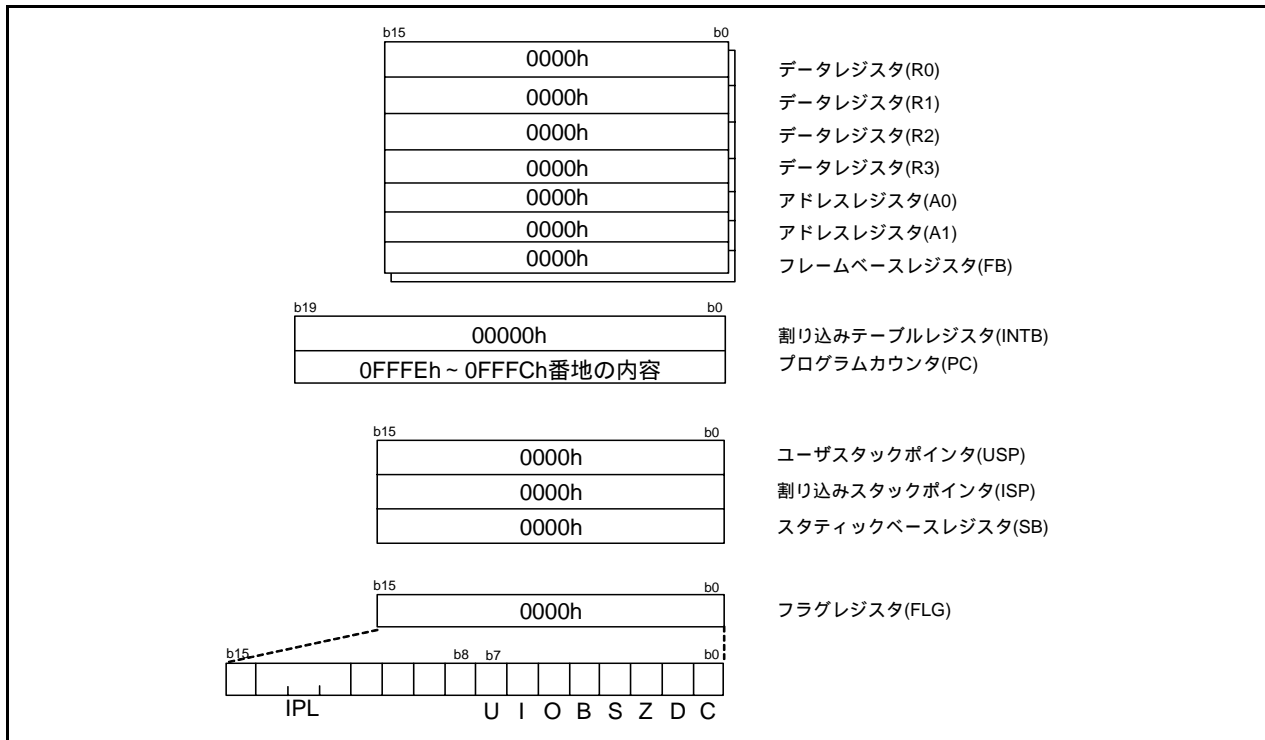 b15 b0
0000h データレジスタ(R0)
0000h データレジスタ(R1)
0000h データレジスタ(R2)
0000h データレジスタ(R3)
0000h アドレスレジスタ(A0)
0000h アドレスレジスタ(A1)
0000h フレームベースレジスタ(FB)
b19 b0
00000h 割り込みテーブルレジスタ(INTB)
0FFFEh ~ 0FFFCh番地の内容 プログラムカウンタ(PC)
b15 b0
0000h ユーザスタックポインタ(USP)
0000h 割り込みスタックポインタ(ISP)
0000h スタティックベースレジスタ(SB)
b15 b0
0000h フラグレジスタ(FLG)
b15 b8 b7 b0
IPL U I O B S Z D C